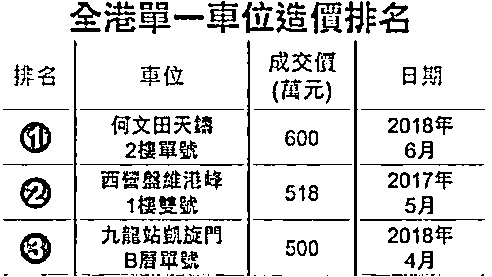 全港單一車位造價排名
排名 車位 成交價(萬元) 日期
① 何文田天鑄2樓單號 600 2018年6月
② 西營盤維港峰1樓雙號 518 2017年5月
③ 九龍站凱旋門B層單號 500 2018年4月